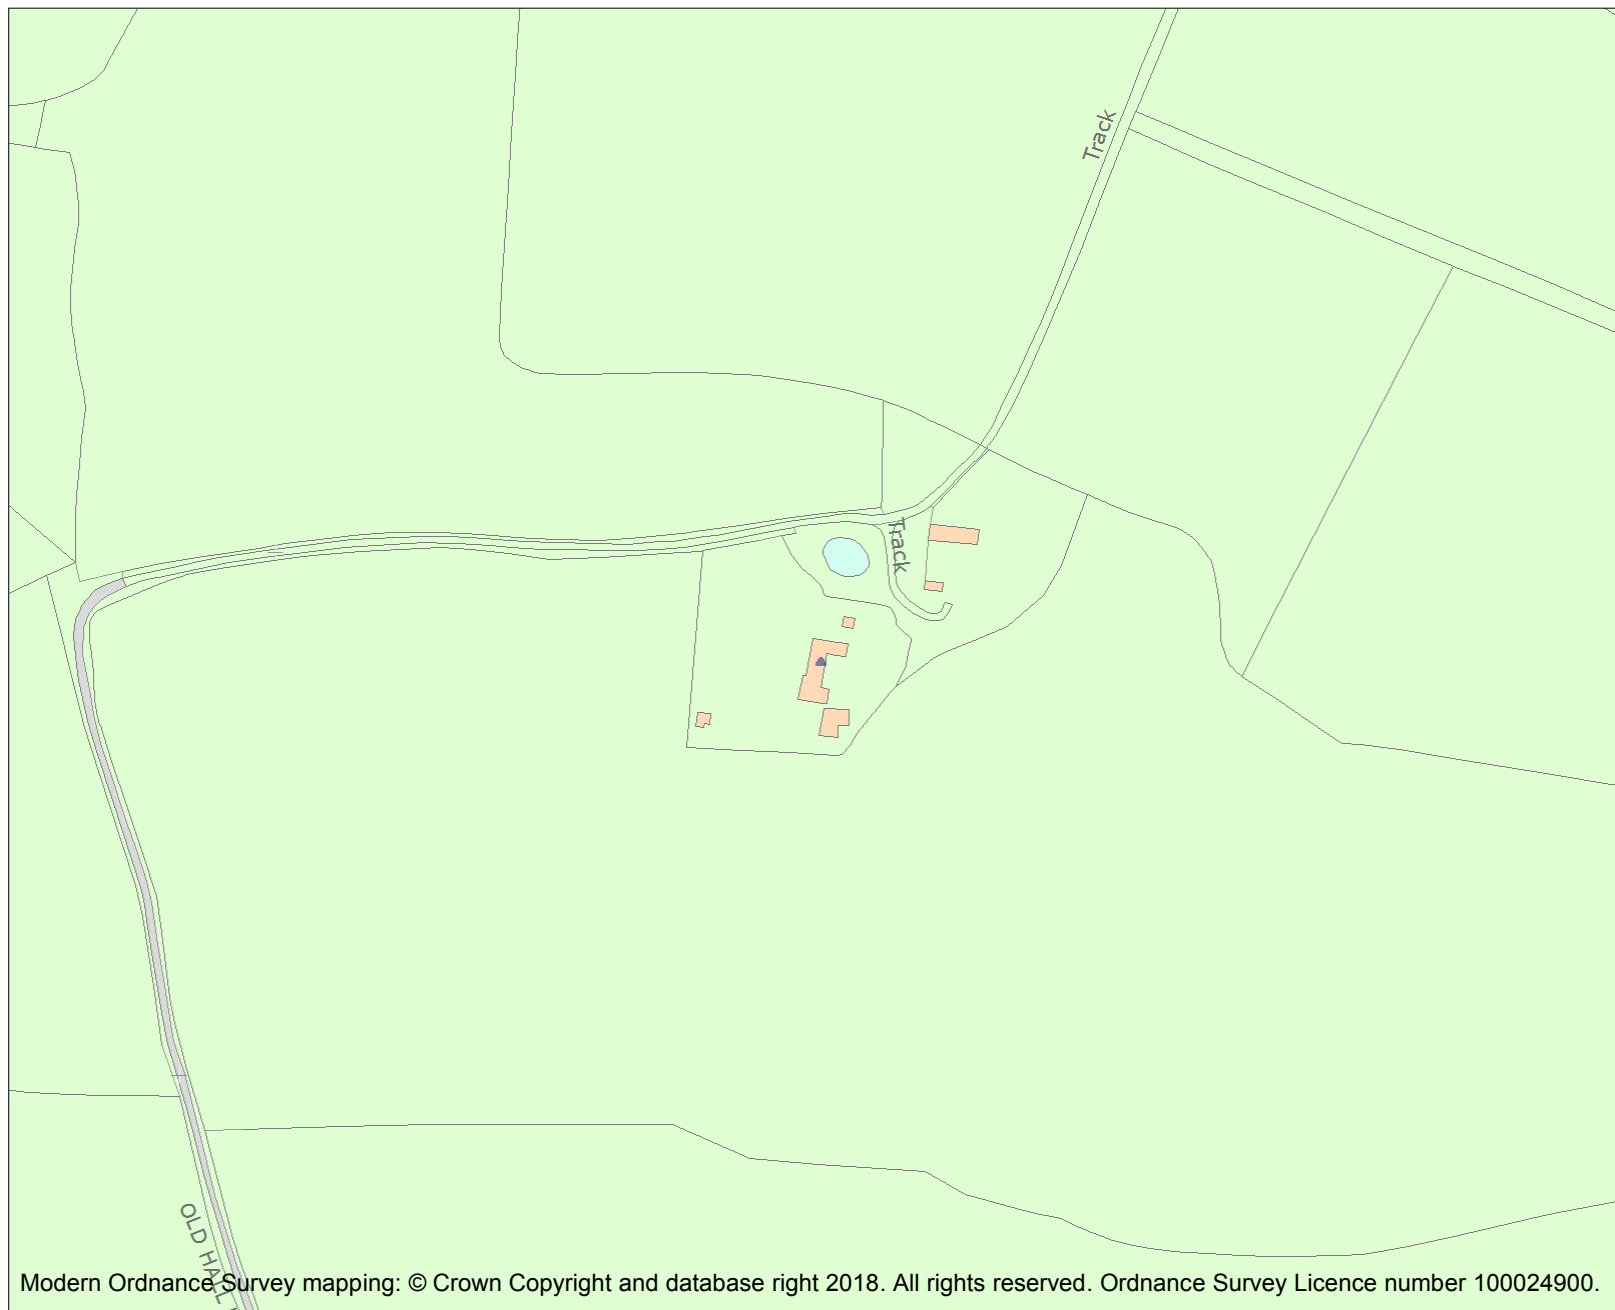 Track
Track
OLD HALL
Modern Ordnance Survey mapping: © Crown Copyright and database right 2018. All rights reserved. Ordnance Survey Licence number 100024900.